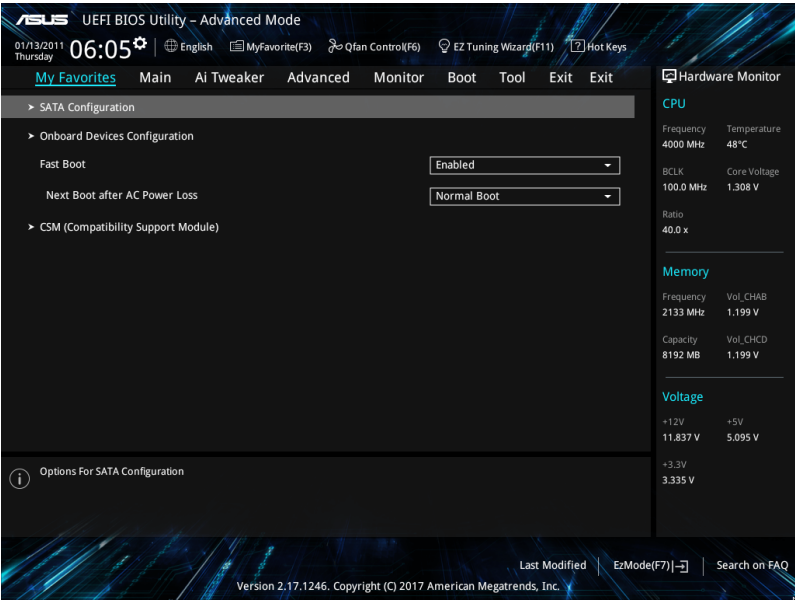 ASUS UEFI BIOS Utility – Advanced Mode
01/13/2011
Thursday
06:05
English
MyFavorite(F3)
Qfan Control(F6)
EZ Tuning Wizard(F11)
? Hot Keys
My Favorites Main Ai Tweaker Advanced Monitor Boot Tool Exit Exit
> SATA Configuration
> Onboard Devices Configuration
Fast Boot Enabled
Next Boot after AC Power Loss Normal Boot
> CSM (Compatibility Support Module)
i Options For SATA Configuration
Hardware Monitor
CPU
Frequency Temperature
4000 MHz 48°C
BCLK Core Voltage
100.0 MHz 1.308 V
Ratio
40.0 x
Memory
Frequency Vol_CHAB
2133 MHz 1.199 V
Capacity Vol_CHCD
8192 MB 1.199 V
Voltage
+12V +5V
11.837 V 5.095 V
+3.3V
3.335 V
Last Modified
EzMode(F7)
Search on FAQ
Version 2.17.1246. Copyright (C) 2017 American Megatrends, Inc.